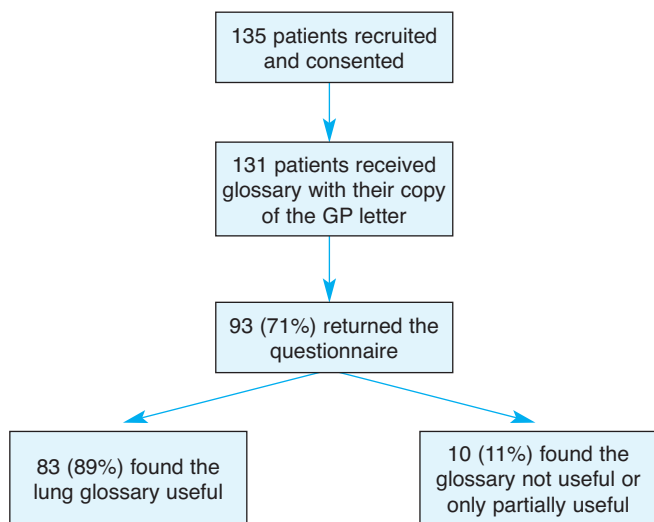 135 patients recruited
and consented
131 patients received
glossary with their copy
of the GP letter
93 (71%) returned the
questionnaire
83 (89%) found the
lung glossary useful
10 (11%) found the
glossary not useful or
only partially useful